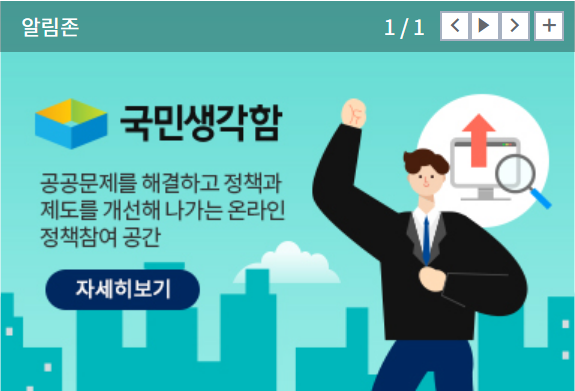 알림존
1 / 1
국민생각함
공공문제를 해결하고 정책과
제도를 개선해 나가는 온라인
정책참여 공간
자세히보기